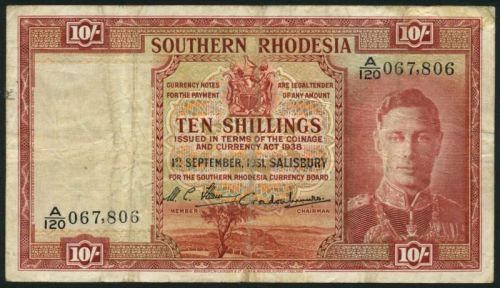 10/- SOUTHERN RHODESIA 10/-
A/120 067,806
CURRENCY NOTES ARE LEGAL TENDER
FOR THE PAYMENT OF ANY AMOUNT
TEN SHILLINGS
ISSUED IN TERMS OF THE COINAGE
AND CURRENCY ACT 1938
1ST SEPTEMBER, 1951, SALISBURY
FOR THE SOUTHERN RHODESIA CURRENCY BOARD
A/120 067,806
MEMBER CHAIRMAN
10/- 10/-